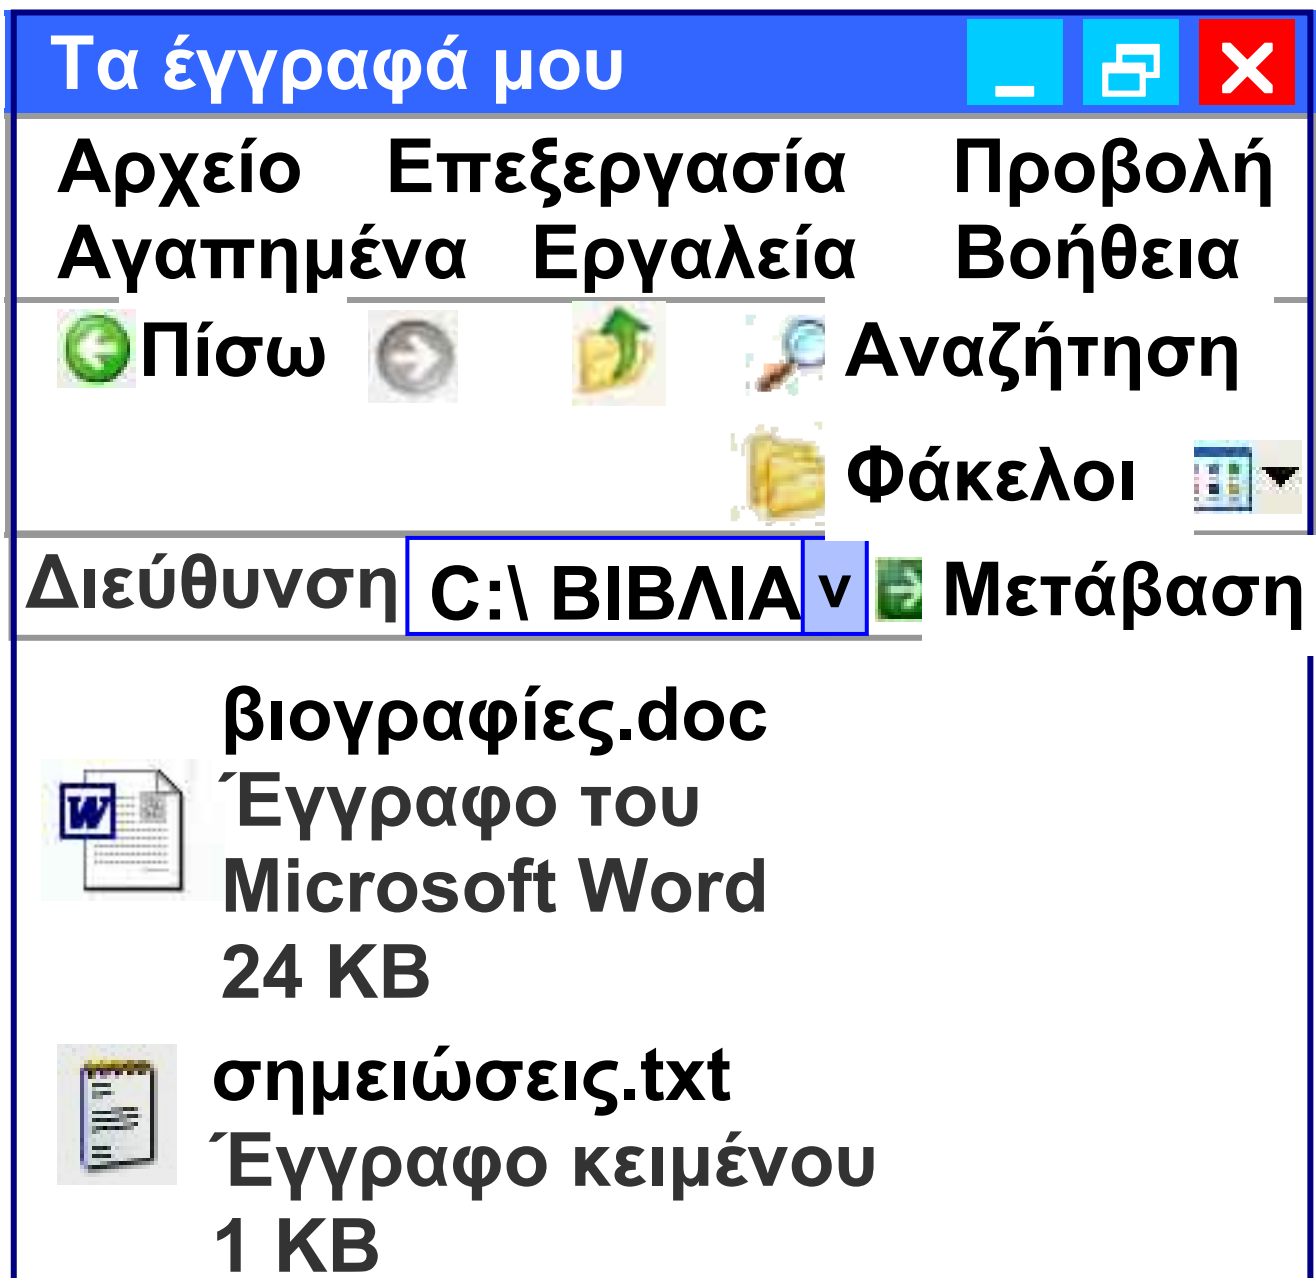 Τα έγγραφά μου
Αρχείο Επεξεργασία Προβολή
Αγαπημένα Εργαλεία Βοήθεια
Πίσω Αναζήτηση
Φάκελοι
Διεύθυνση C:\ ΒΙΒΛΙΑ v Μετάβαση
βιογραφίες.doc
Έγγραφο του
Microsoft Word
24 KB
σημειώσεις.txt
Έγγραφο κειμένου
1 KB